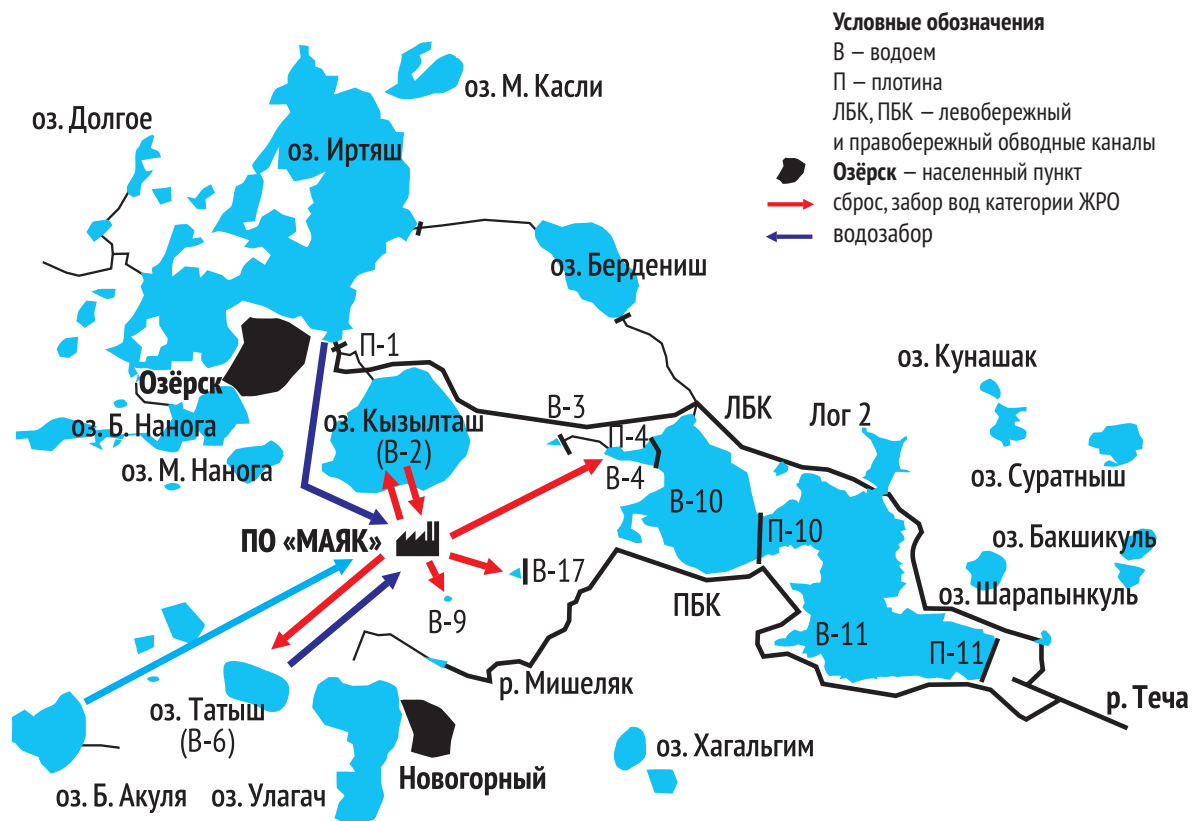 Условные обозначения
В – водоем
П – плотина
ЛБК, ПБК – левобережный
и правобережный обводные каналы
Озёрск – населенный пункт
сброс, забор вод категории ЖРО
водозабор
оз. М. Касли
оз. Долгое
оз. Иртяш
оз. Бердениш
П-1
оз. Кунашак
Озёрск
В-3
ЛБК
Лог 2
оз. Б. Нанога
оз. Кызылташ
(В-2)
П-4
оз. М. Нанога
В-4
оз. Суратныш
В-10
ПО «МАЯК»
П-10
оз. Бакшикуль
В-17
ПБК
оз. Шарапынкуль
В-9
В-11
П-11
р. Мишеляк
р. Теча
оз. Татыш
(В-6)
оз. Хагальгим
Новогорный
оз. Б. Акуля
оз. Улагач